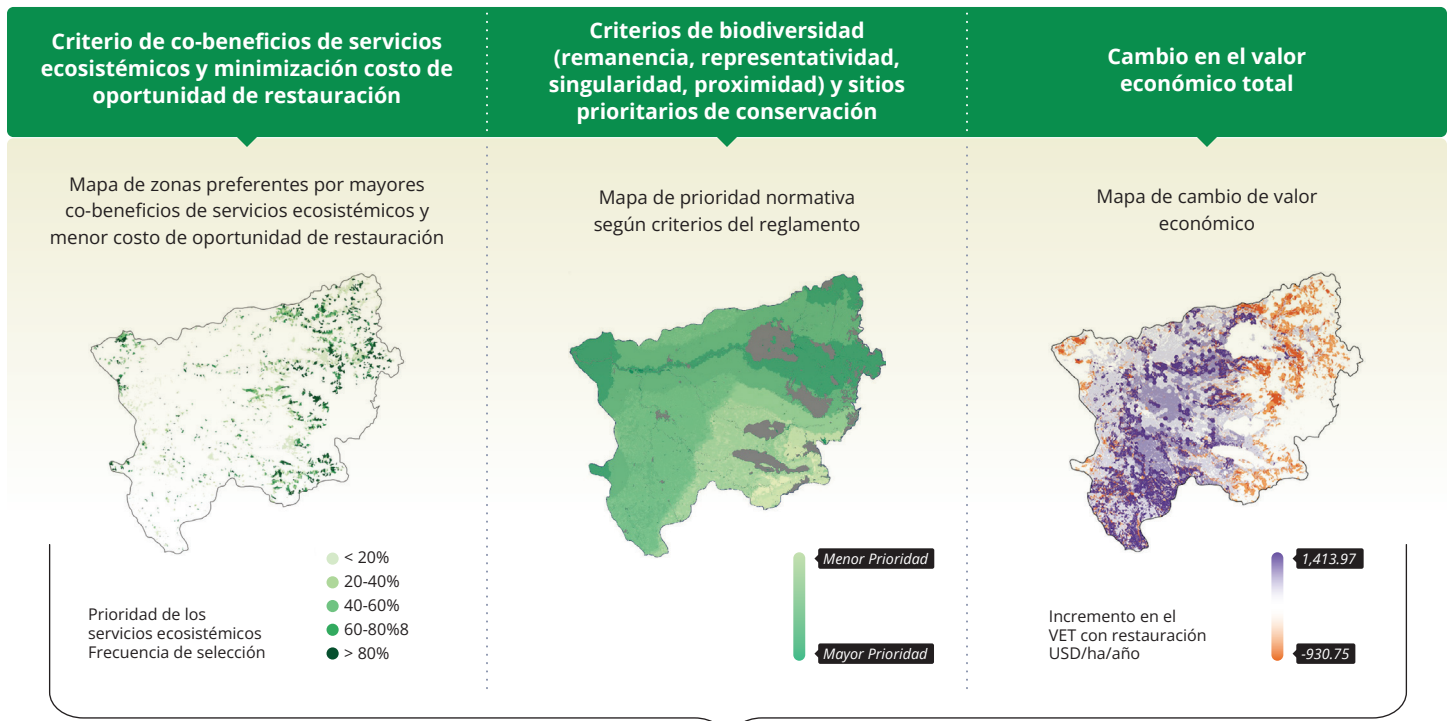 Criterio de co-beneficios de servicios
ecosistémicos y minimización costo de
oportunidad de restauración
Criterios de biodiversidad
(remanencia, representatividad,
singularidad, proximidad) y sitios
prioritarios de conservación
Cambio en el valor
económico total
Mapa de zonas preferentes por mayores
co-beneficios de servicios ecosistémicos y
menor costo de oportunidad de restauración
Mapa de prioridad normativa
según criterios del reglamento
Mapa de cambio de valor
económico
Prioridad de los
servicios ecosistémicos
Frecuencia de selección
< 20%
20-40%
40-60%
60-80%8
> 80%
Menor Prioridad
Mayor Prioridad
Incremento en el
VET con restauración
USD/ha/año
1,413.97
-930.75